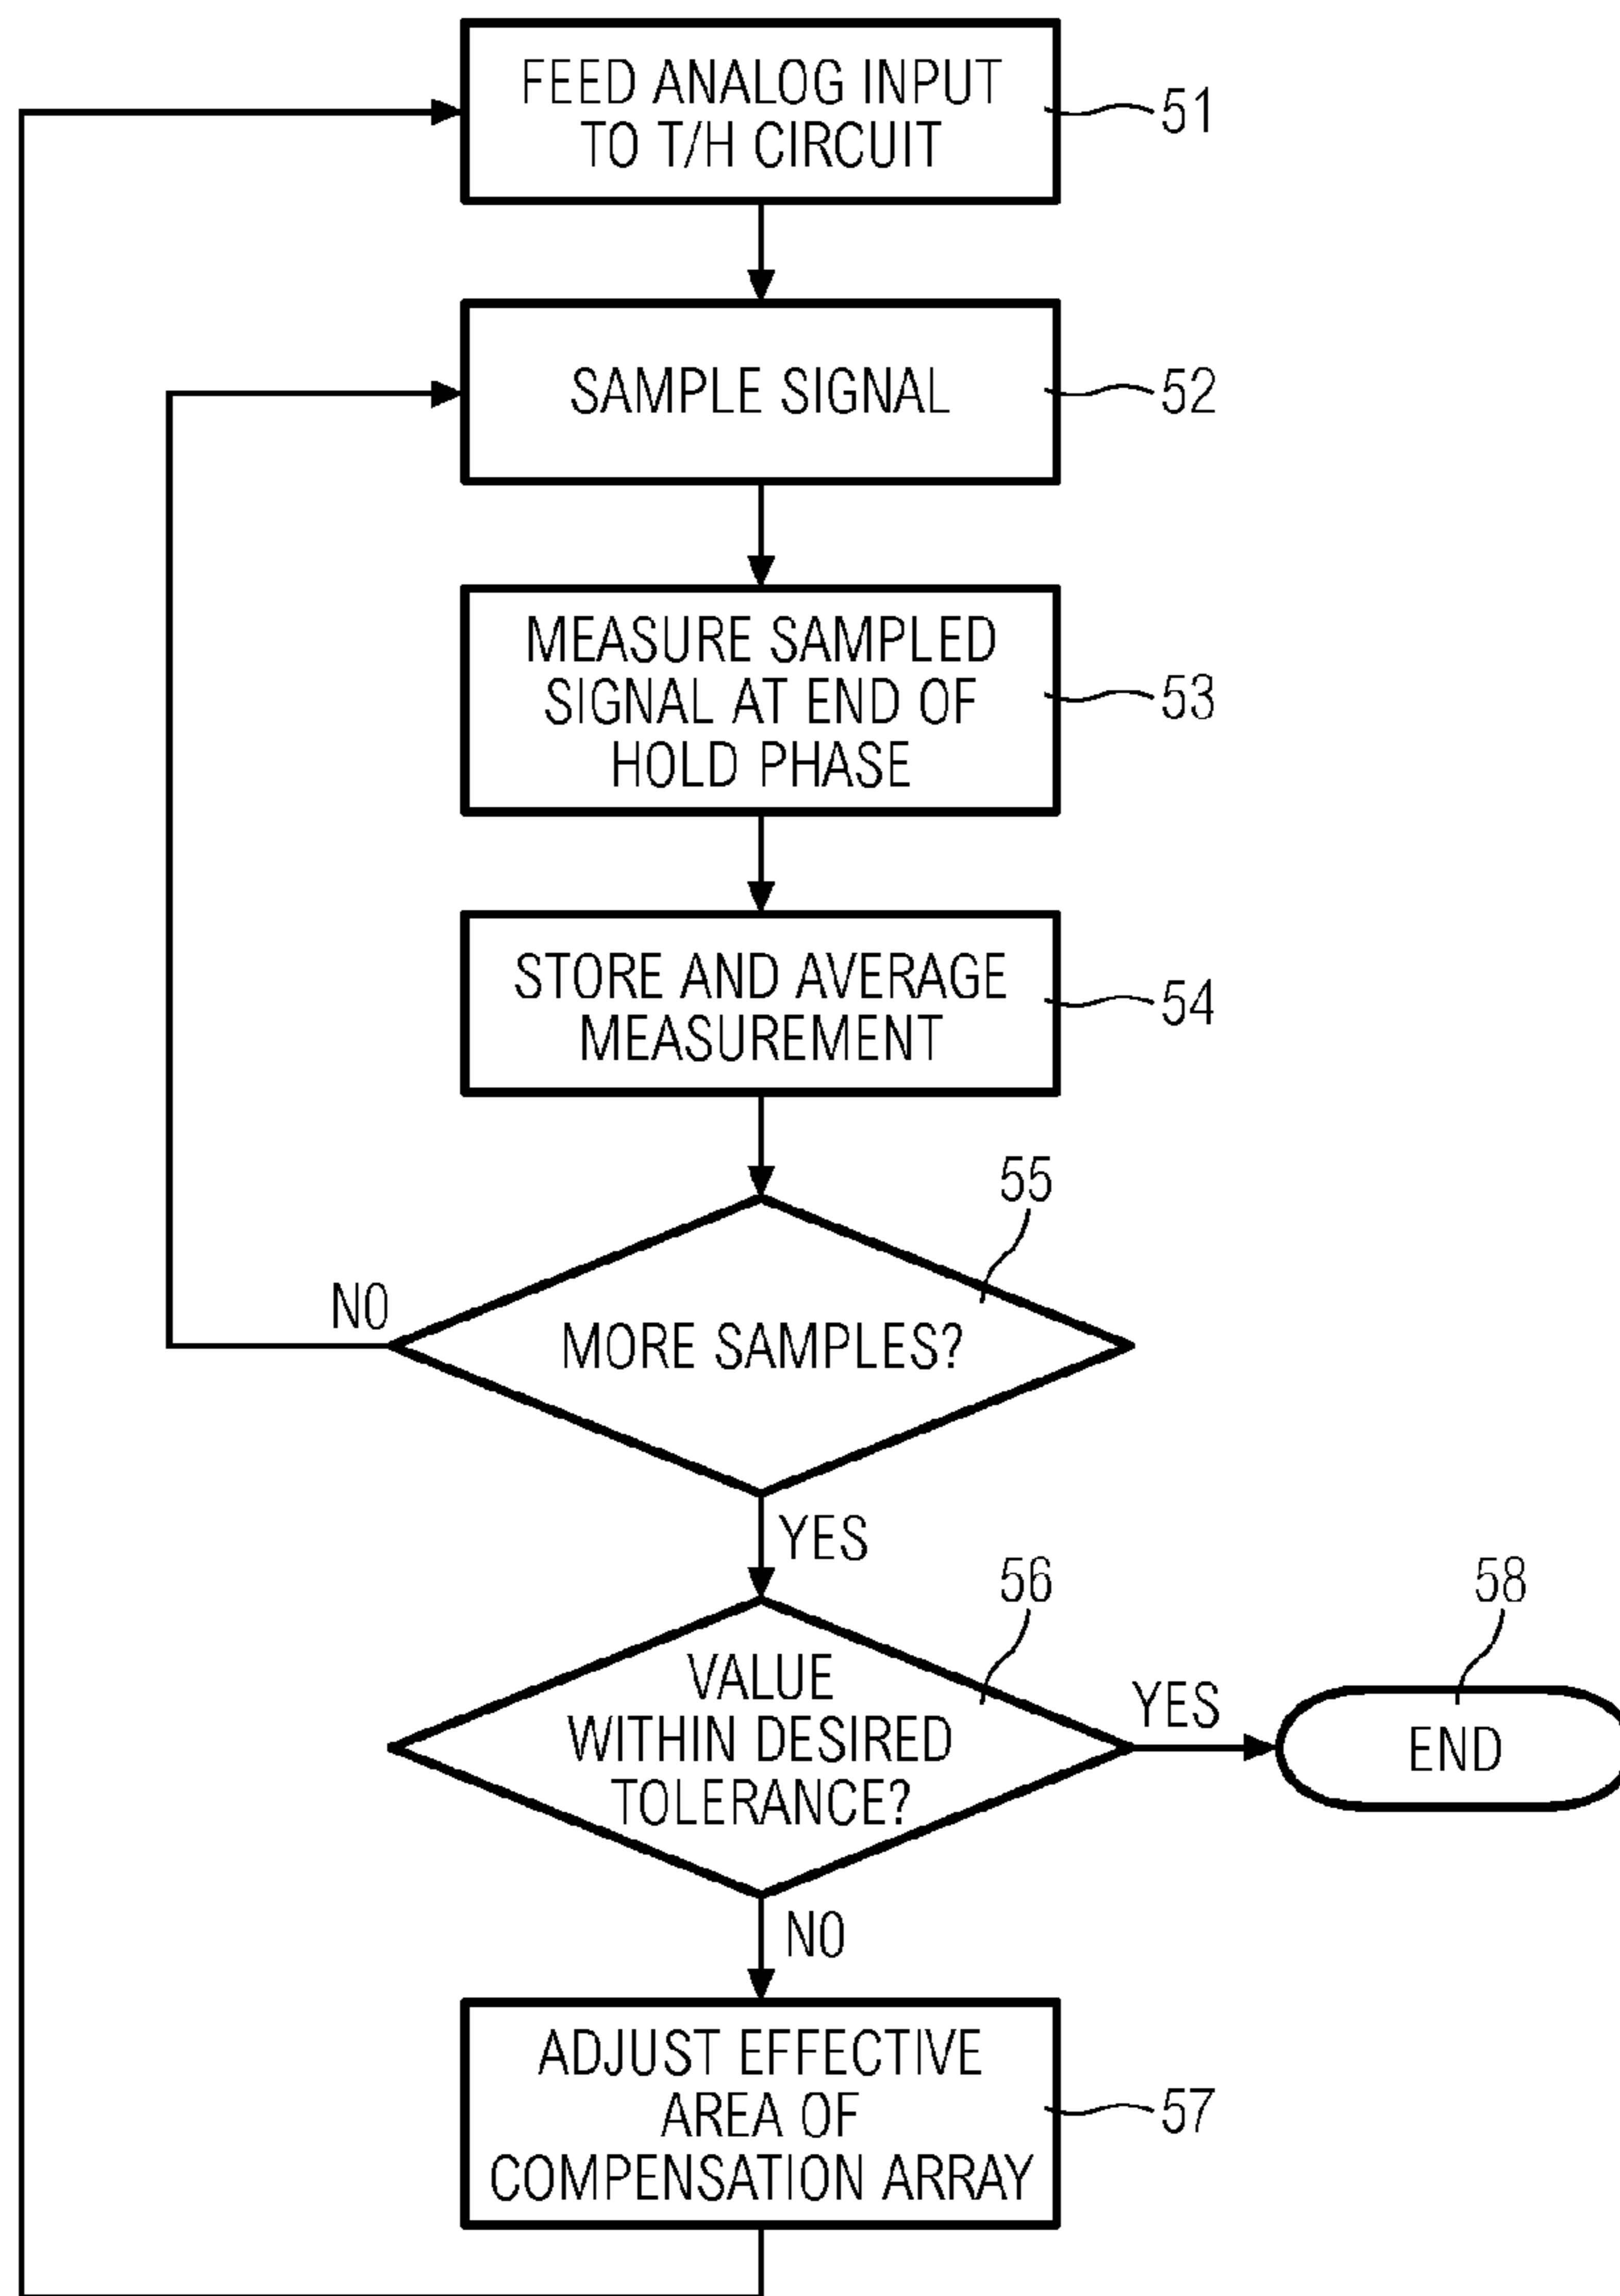 FEED ANALOG INPUT
TO T/H CIRCUIT
51
SAMPLE SIGNAL
52
MEASURE SAMPLED
SIGNAL AT END OF
HOLD PHASE
53
STORE AND AVERAGE
MEASUREMENT
54
55
MORE SAMPLES?
NO
YES
56
VALUE
WITHIN DESIRED
TOLERANCE?
YES
58
END
NO
ADJUST EFFECTIVE
AREA OF
COMPENSATION ARRAY
57